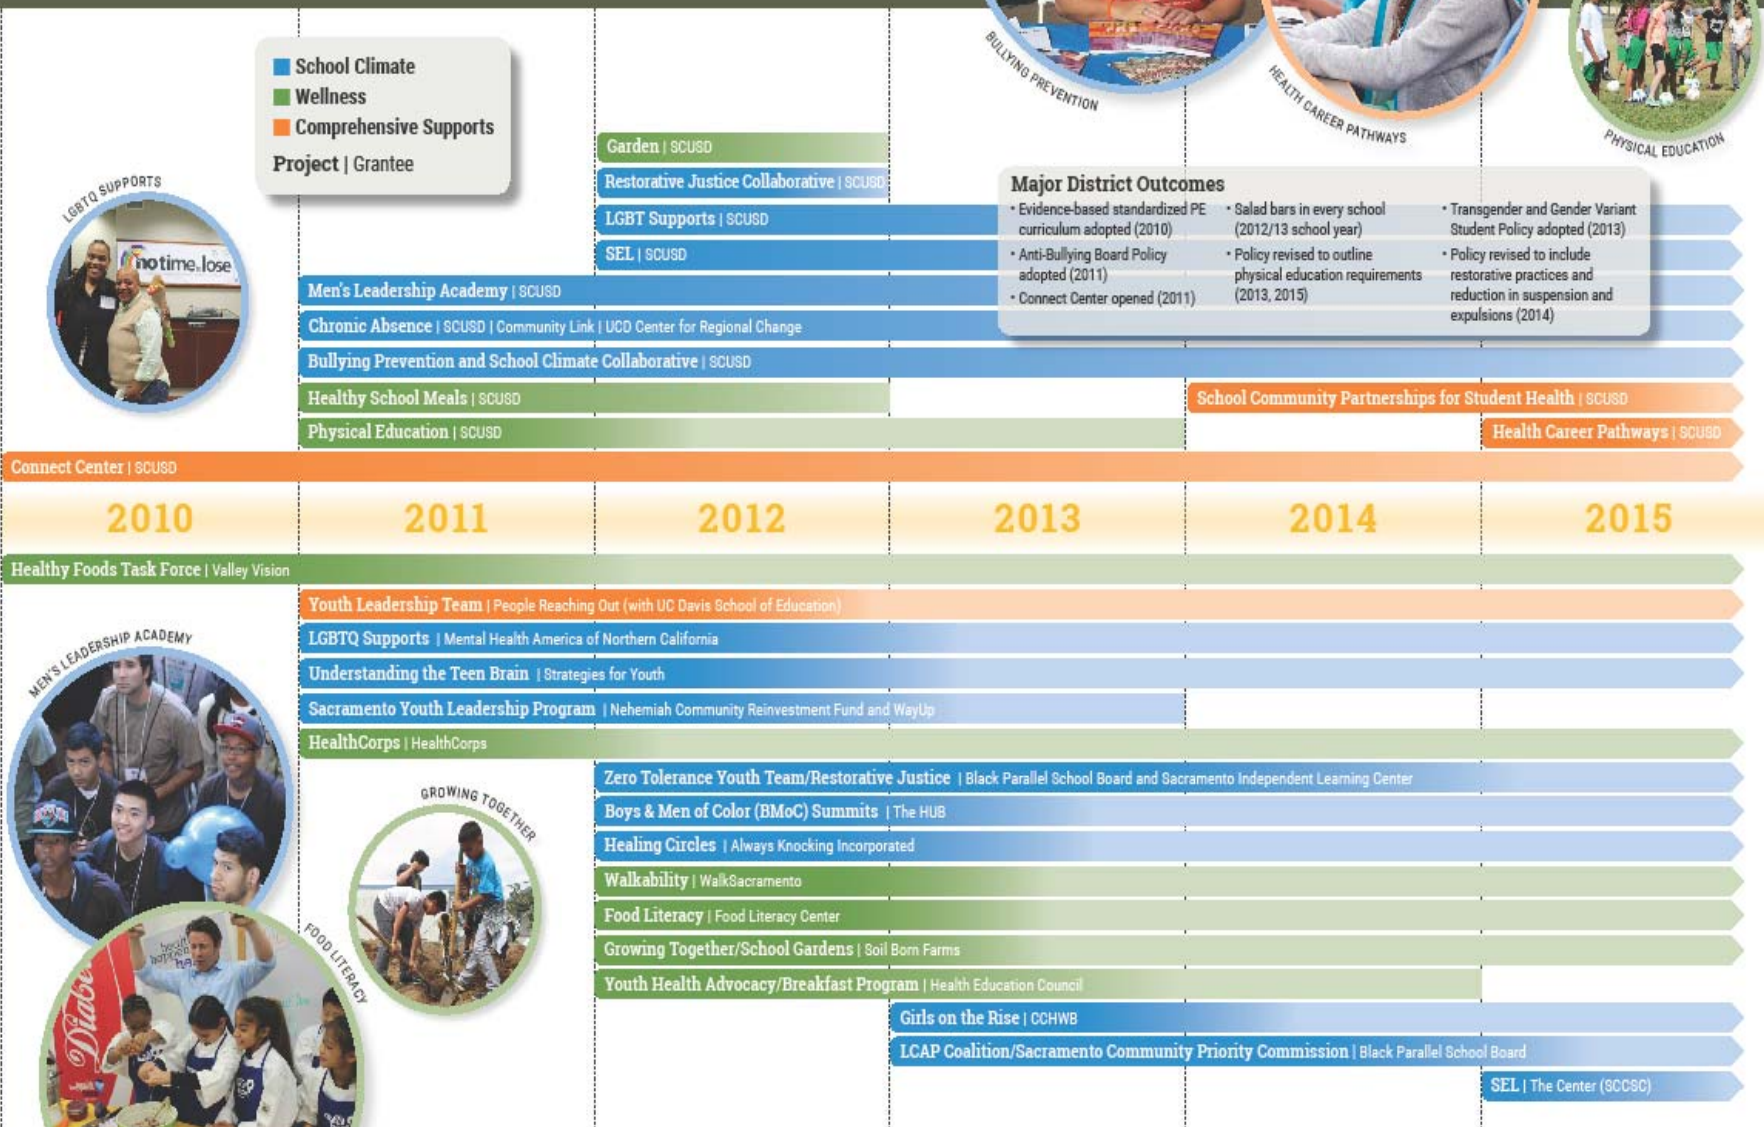 School Climate
Wellness
Comprehensive Supports
Project | Grantee
BULLYING PREVENTION
HEALTH CAREER PATHWAYS
PHYSICAL EDUCATION
LGBTQ SUPPORTS
no time to lose
Garden | SCUSD
Restorative Justice Collaborative | SCUSD
LGBT Supports | SCUSD
SEL | SCUSD
Major District Outcomes
• Evidence-based standardized PE
curriculum adopted (2010)
• Anti-Bullying Board Policy
adopted (2011)
• Connect Center opened (2011)
• Salad bars in every school
(2012/13 school year)
• Policy revised to outline
physical education requirements
(2013, 2015)
• Transgender and Gender Variant
Student Policy adopted (2013)
• Policy revised to include
restorative practices and
reduction in suspension and
expulsions (2014)
Men's Leadership Academy | SCUSD
Chronic Absence | SCUSD | Community Link | UCD Center for Regional Change
Bullying Prevention and School Climate Collaborative | SCUSD
Healthy School Meals | SCUSD
School Community Partnerships for Student Health | SCUSD
Physical Education | SCUSD
Health Career Pathways | SCUSD
Connect Center | SCUSD
2010 2011 2012 2013 2014 2015
Healthy Foods Task Force | Valley Vision
Youth Leadership Team | People Reaching Out (with UC Davis School of Education)
LGBTQ Supports | Mental Health America of Northern California
Understanding the Teen Brain | Strategies for Youth
Sacramento Youth Leadership Program | Nehemiah Community Reinvestment Fund and WayUp
HealthCorps | HealthCorps
MEN'S LEADERSHIP ACADEMY
Zero Tolerance Youth Team/Restorative Justice | Black Parallel School Board and Sacramento Independent Learning Center
Boys & Men of Color (BMoC) Summits | The HUB
Healing Circles | Always Knocking Incorporated
Walkability | WalkSacramento
Food Literacy | Food Literacy Center
Growing Together/School Gardens | Soil Born Farms
Youth Health Advocacy/Breakfast Program | Health Education Council
GROWING TOGETHER
FOOD LITERACY
Girls on the Rise | CCHWB
LCAP Coalition/Sacramento Community Priority Commission | Black Parallel School Board
SEL | The Center (SCCSC)
Diabe